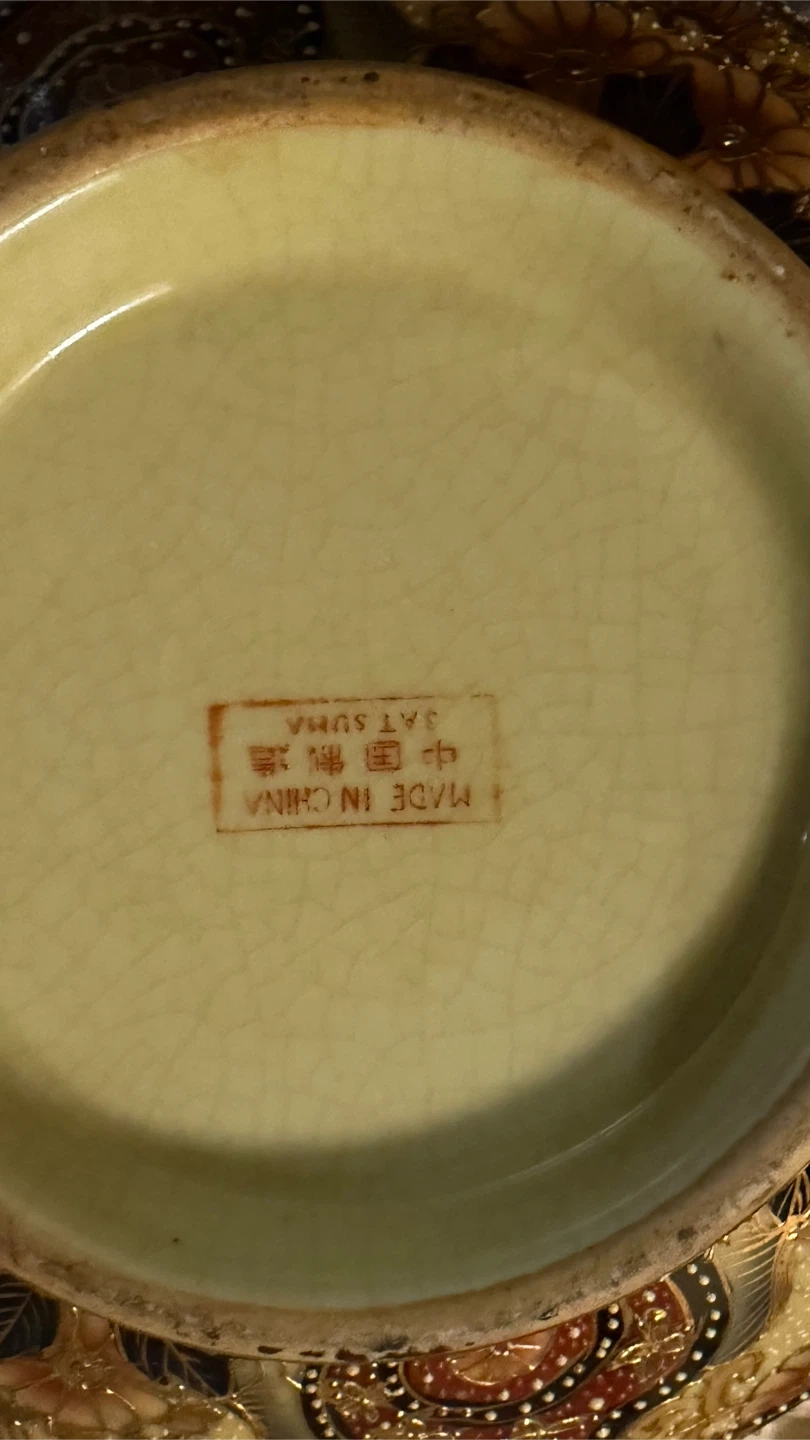 MADE IN CHINA
中国制造
SATSUMA